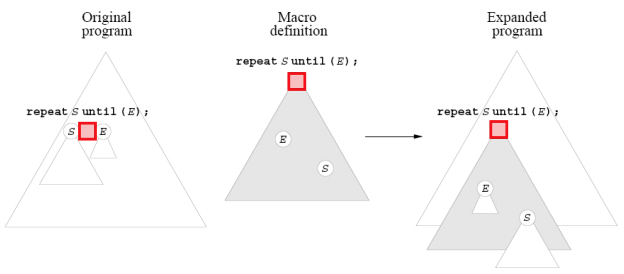 Original
program
Macro
definition
Expanded
program
repeat S until (E);
repeat S until (E);
repeat S until (E);
S
E
E
S
E
S